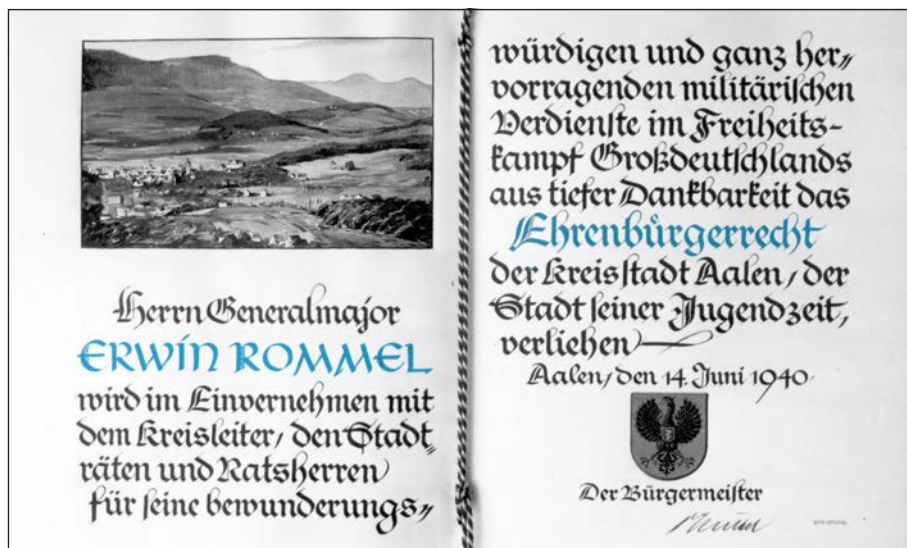 Herrn Generalmajor
ERWIN ROMMEL
wird im Einvernehmen mit
dem Kreisleiter, den Stadt„
räten und Ratsherren
für seine bewunderungs„
würdigen und ganz her„
vorragenden militärischen
Verdienste im Freiheits-
kampf Großdeutschlands
aus tiefer Dankbarkeit das
Ehrenbürgerrecht
der Kreisstadt Aalen, der
Stadt seiner Jugendzeit,
verliehen
Aalen, den 14. Juni 1940
Der Bürgermeister